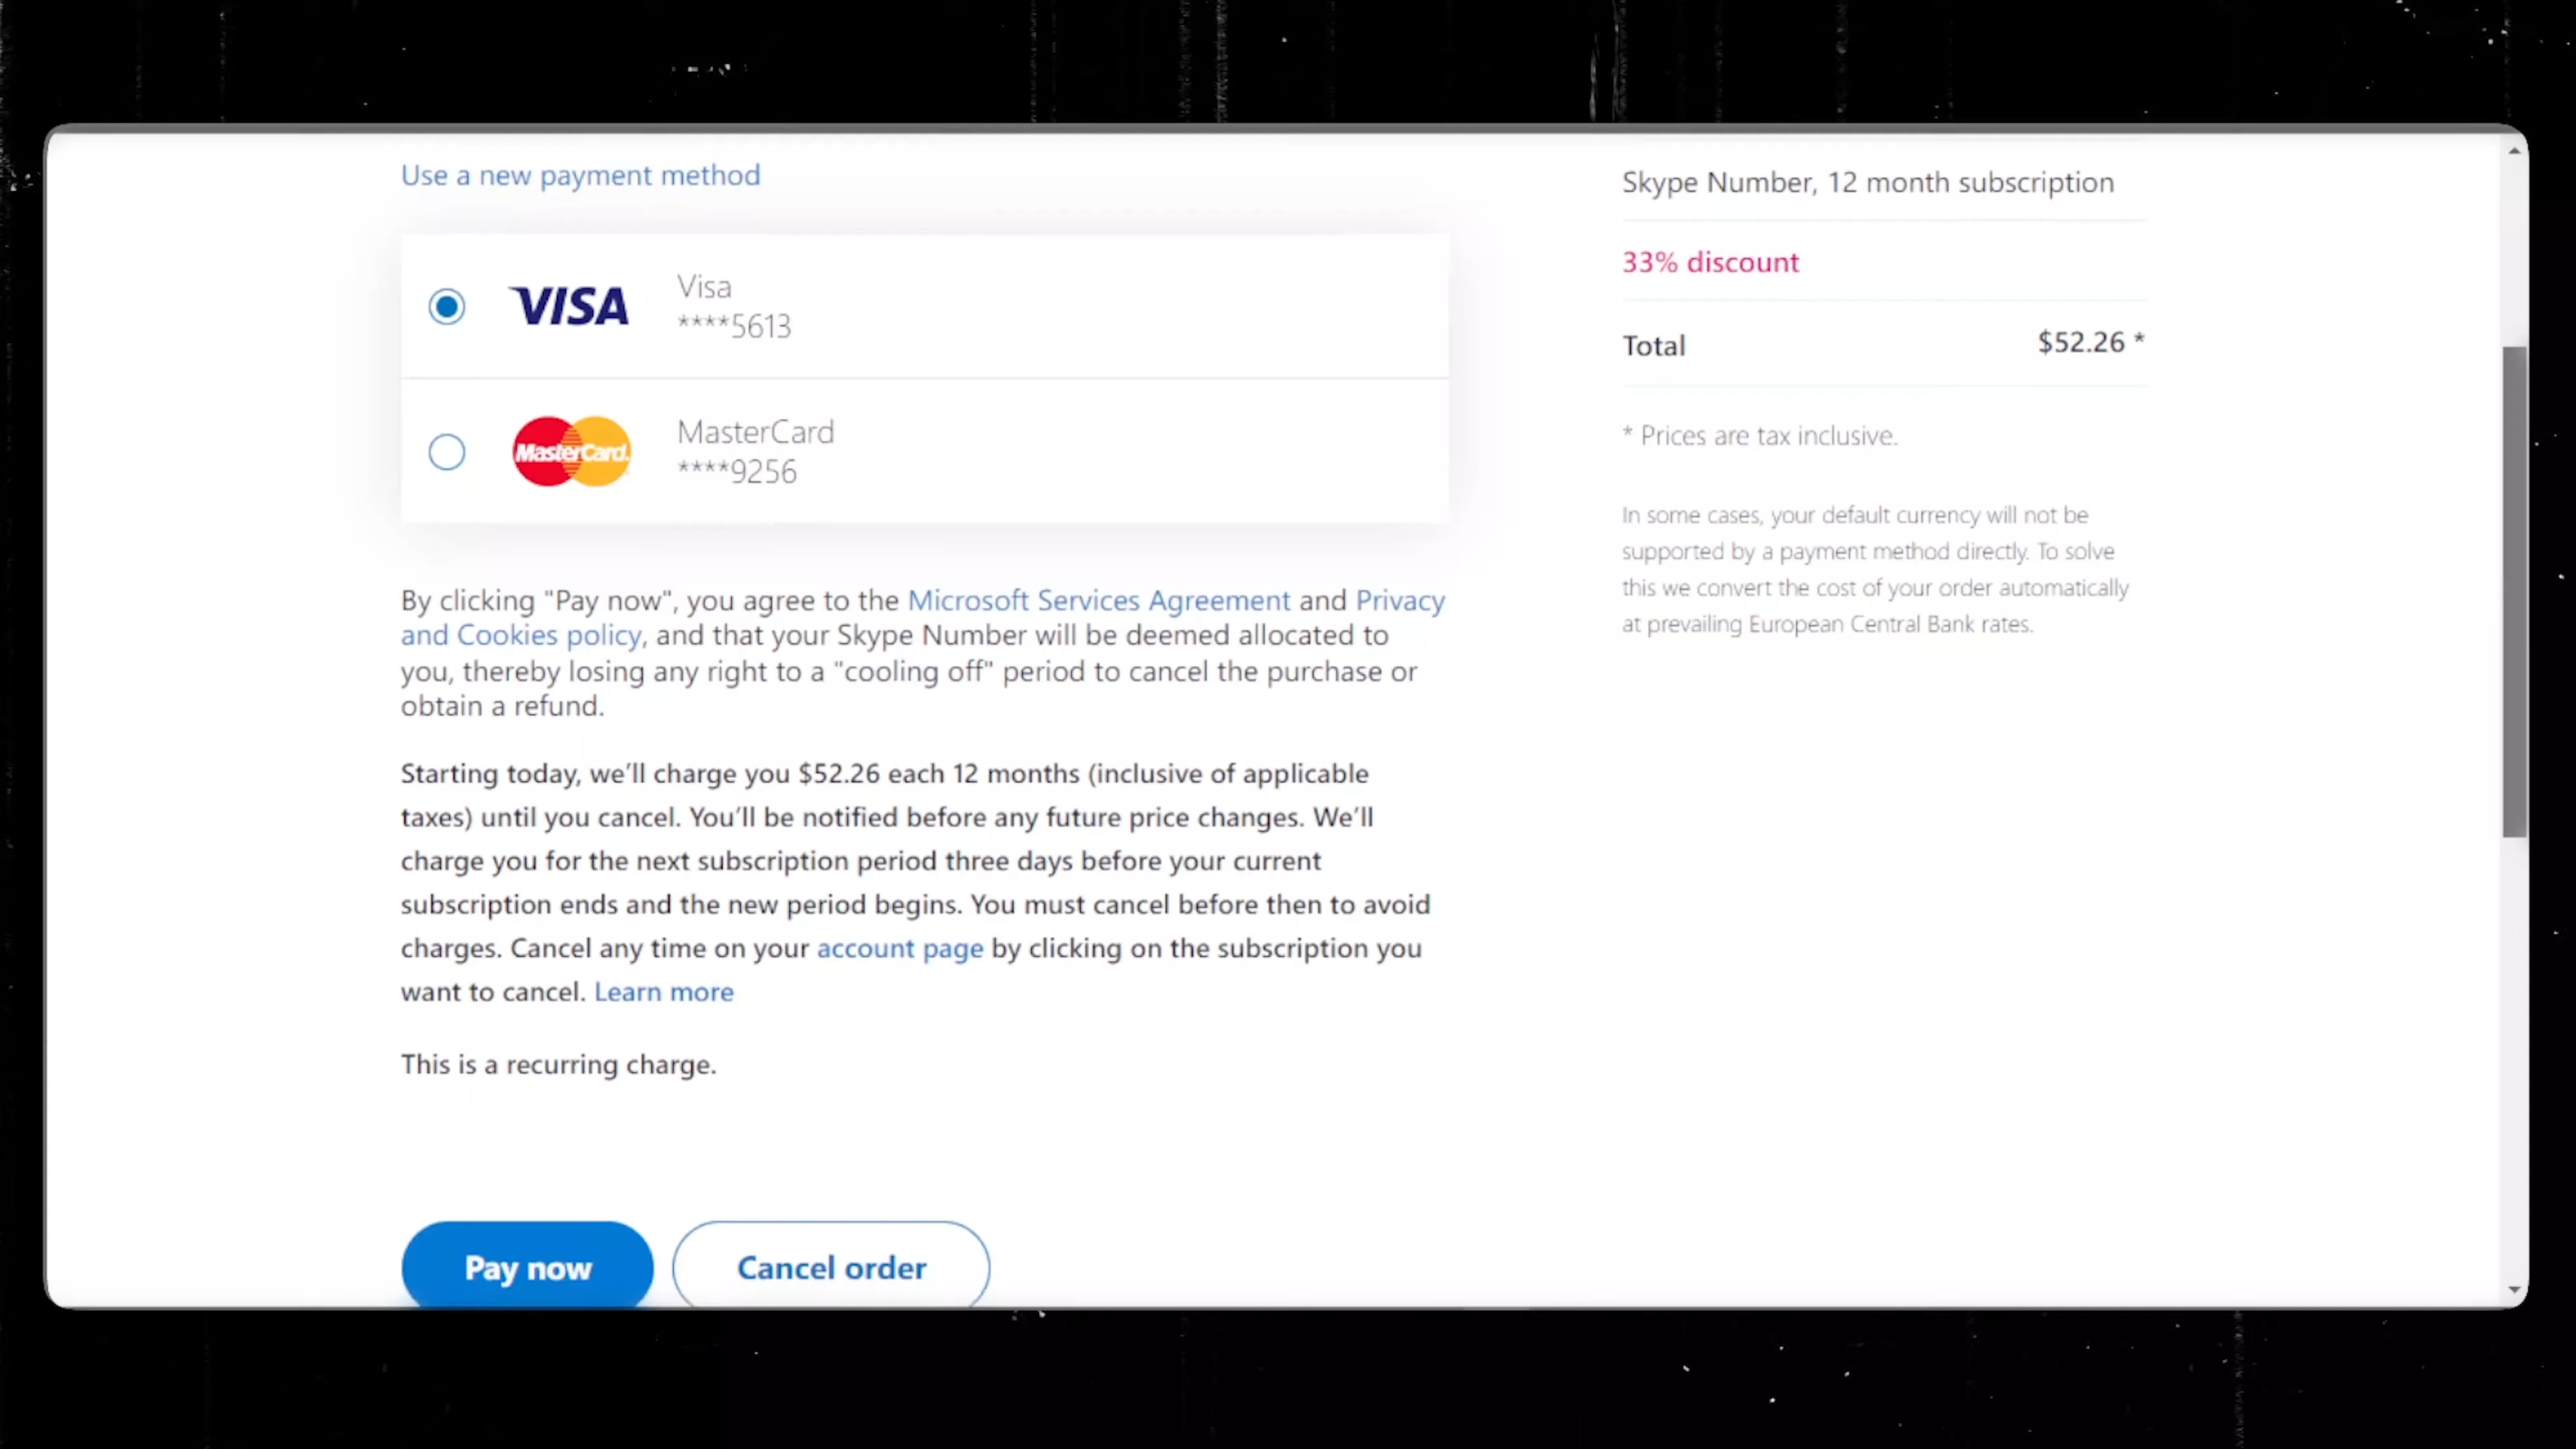 Use a new payment method
VISA
Visa
****5613
MasterCard.
MasterCard
****9256
By clicking "Pay now", you agree to the Microsoft Services Agreement and Privacy
and Cookies policy, and that your Skype Number will be deemed allocated to
you, thereby losing any right to a "cooling off" period to cancel the purchase or
obtain a refund.
Starting today, we’ll charge you $52.26 each 12 months (inclusive of applicable
taxes) until you cancel. You’ll be notified before any future price changes. We’ll
charge you for the next subscription period three days before your current
subscription ends and the new period begins. You must cancel before then to avoid
charges. Cancel any time on your account page by clicking on the subscription you
want to cancel. Learn more
This is a recurring charge.
Pay now
Cancel order
Skype Number, 12 month subscription
33% discount
Total $52.26 *
* Prices are tax inclusive.
In some cases, your default currency will not be
supported by a payment method directly. To solve
this we convert the cost of your order automatically
at prevailing European Central Bank rates.